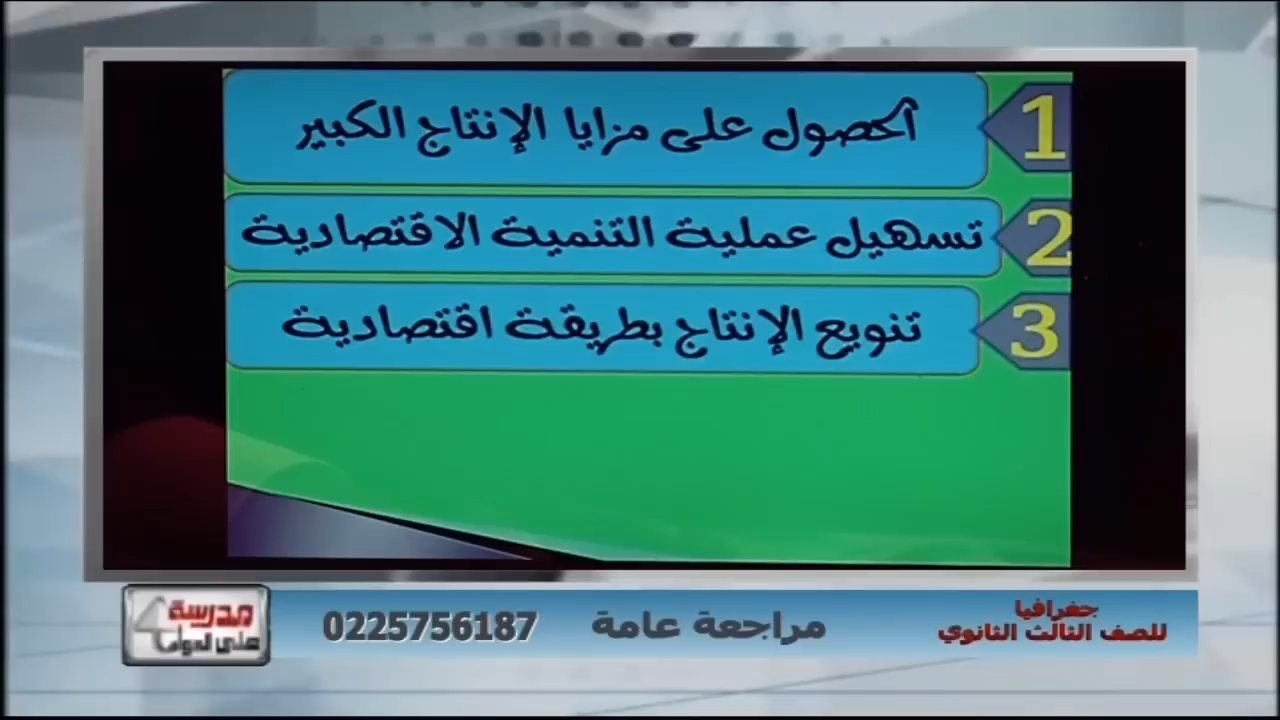 1 الحصول على مزايا الإنتاج الكبير
2 تسهيل عملية التنمية الاقتصادية
3 تنويع الإنتاج بطريقة اقتصادية
جغرافيا
للصف الثالث الثانوي
مراجعة عامة
0225756187
مدرسة
على الهواء